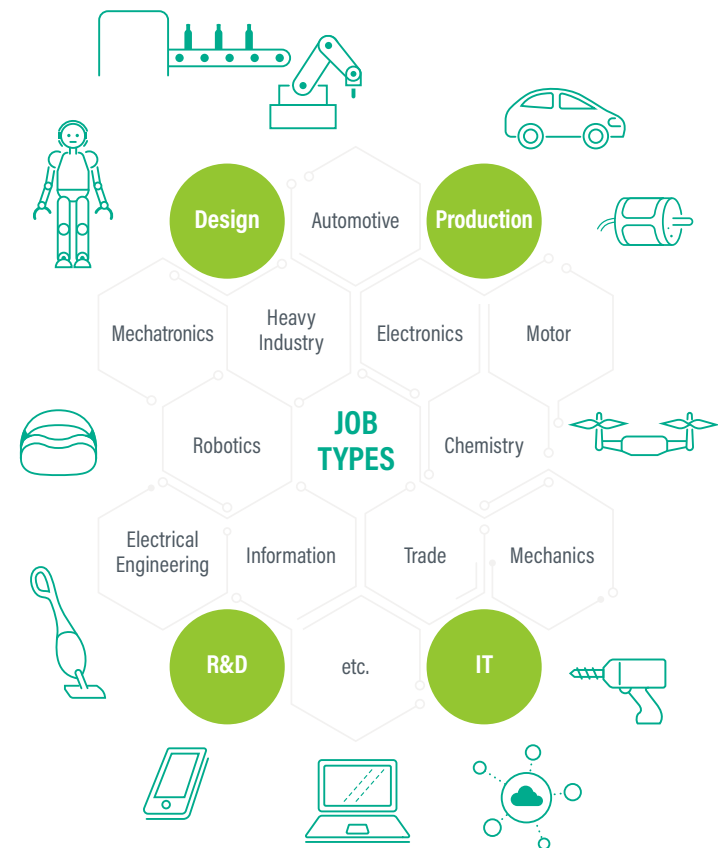 Design
Automotive
Production
Mechatronics
Heavy
Industry
Electronics
Motor
Robotics
JOB
TYPES
Chemistry
Electrical
Engineering
Information
Trade
Mechanics
R&D
etc.
IT